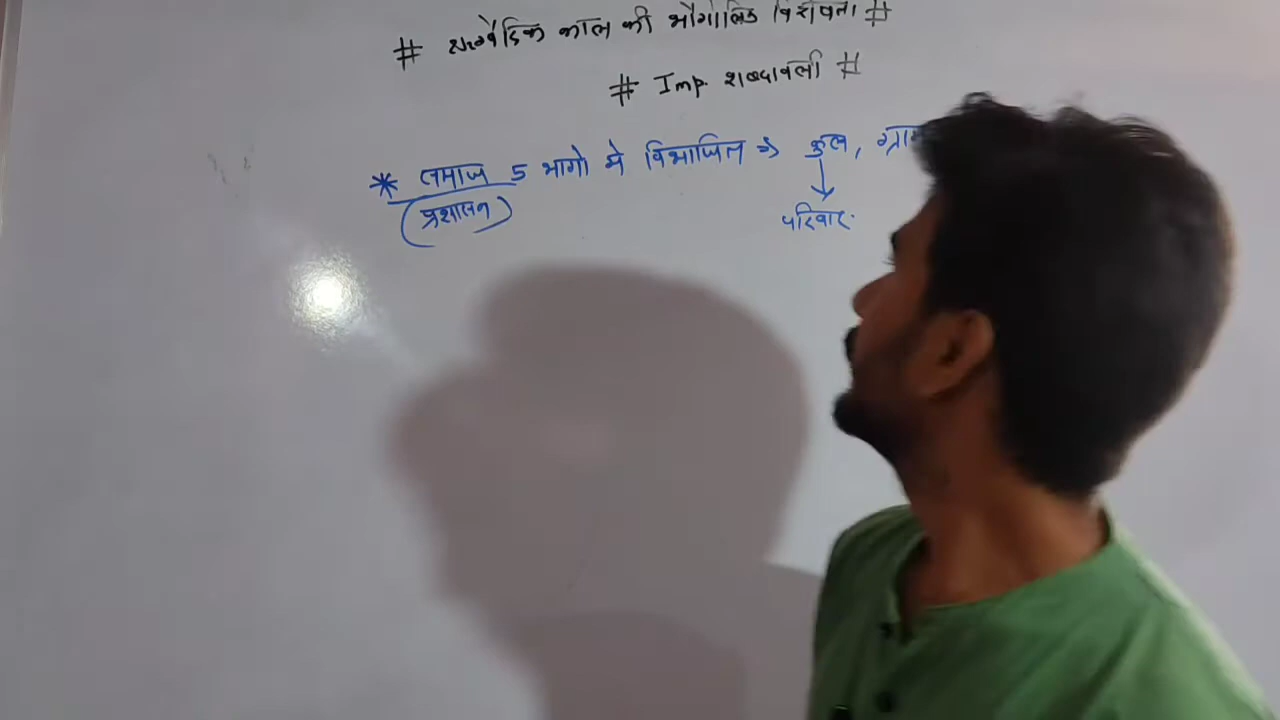 # ऋग्वैदिक काल की भौगोलिक विशेषता #
# Imp. शब्दावली #
* समाज 5 भागो मे विभाजित थे कुल, ग्राम
(प्रशासन)
परिवार